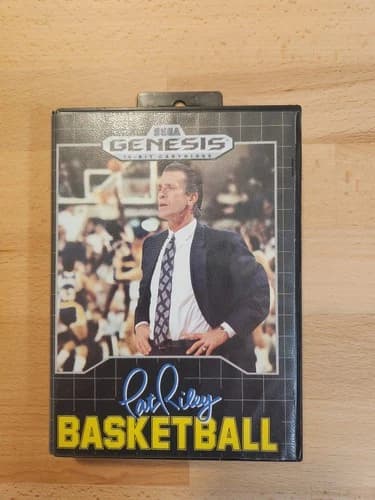 SEGA
GENESIS
16-BIT CARTRIDGE
Pat Riley
BASKETBALL